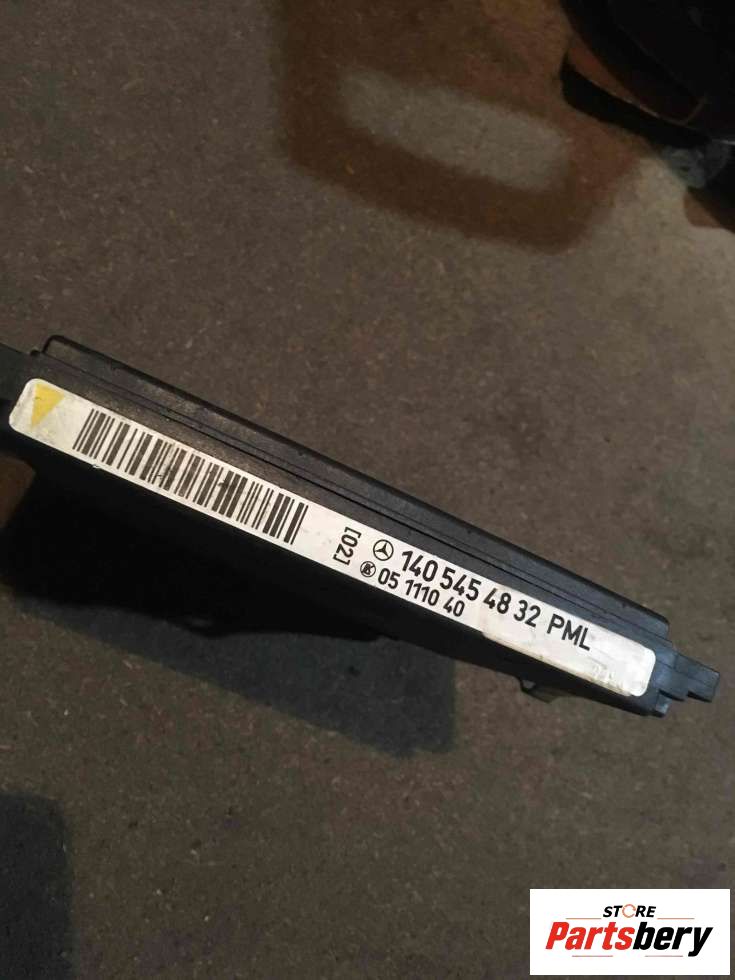 [02]
140 545 48 32 PML
05 1110 40
STORE
Partsbery